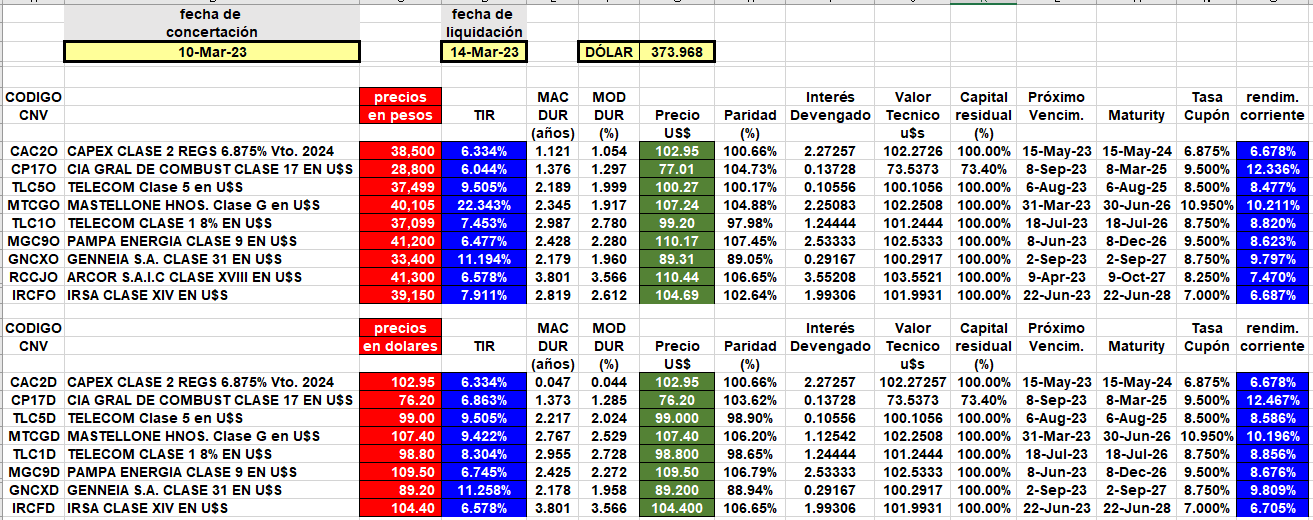 fecha de fecha de
concertación liquidación
10-Mar-23 14-Mar-23 DÓLAR 373.968
CODIGO precios MAC MOD Interés Valor Capital Próximo Tasa rendim.
CNV en pesos TIR DUR DUR Precio Paridad Devengado Tecnico residual Vencim. Maturity Cupón corriente
(años) (%) US$ (%) u$s (%)
CAC2O CAPEX CLASE 2 REGS 6.875% Vto. 2024 38,500 6.334% 1.121 1.054 102.95 100.66% 2.27257 102.2726 100.00% 15-May-23 15-May-24 6.875% 6.678%
CP17O CIA GRAL DE COMBUST CLASE 17 EN U$S 28,800 6.044% 1.376 1.297 77.01 104.73% 0.13728 73.5373 73.40% 8-Sep-23 8-Mar-25 9.500% 12.336%
TLC5O TELECOM Clase 5 en U$S 37,499 9.505% 2.189 1.999 100.27 100.17% 0.10556 100.1056 100.00% 6-Aug-23 6-Aug-25 8.500% 8.477%
MTCGO MASTELLONE HNOS. Clase G en U$S 40,105 22.343% 2.345 1.917 107.24 104.88% 2.25083 102.2508 100.00% 31-Mar-23 30-Jun-26 10.950% 10.211%
TLC1O TELECOM CLASE 1 8% EN U$S 37,099 7.453% 2.987 2.780 99.20 97.98% 1.24444 101.2444 100.00% 18-Jul-23 18-Jul-26 8.750% 8.820%
MGC9O PAMPA ENERGIA CLASE 9 EN U$S 41,200 6.477% 2.428 2.280 110.17 107.45% 2.53333 102.5333 100.00% 8-Jun-23 8-Dec-26 9.500% 8.623%
GNCXO GENNEIA S.A. CLASE 31 EN U$S 33,400 11.194% 2.179 1.960 89.31 89.05% 0.29167 100.2917 100.00% 2-Sep-23 2-Sep-27 8.750% 9.797%
RCCJO ARCOR S.A.I.C CLASE XVIII EN U$S 41,300 6.578% 3.801 3.566 110.44 106.65% 3.55208 103.5521 100.00% 9-Apr-23 9-Oct-27 8.250% 7.470%
IRCFO IRSA CLASE XIV EN U$S 39,150 7.911% 2.819 2.612 104.69 102.64% 1.99306 101.9931 100.00% 22-Jun-23 22-Jun-28 7.000% 6.687%
CODIGO precios MAC MOD Interés Valor Capital Próximo Tasa rendim.
CNV en dolares TIR DUR DUR Precio Paridad Devengado Tecnico residual Vencim. Maturity Cupón corriente
(años) (%) US$ (%) u$s (%)
CAC2D CAPEX CLASE 2 REGS 6.875% Vto. 2024 102.95 6.334% 0.047 0.044 102.95 100.66% 2.27257 102.27257 100.00% 15-May-23 15-May-24 6.875% 6.678%
CP17D CIA GRAL DE COMBUST CLASE 17 EN U$S 76.20 6.863% 1.373 1.285 76.20 103.62% 0.13728 73.5373 73.40% 8-Sep-23 8-Mar-25 9.500% 12.467%
TLC5D TELECOM Clase 5 en U$S 99.00 9.505% 2.217 2.024 99.000 98.90% 0.10556 100.1056 100.00% 6-Aug-23 6-Aug-25 8.500% 8.586%
MTCGD MASTELLONE HNOS. Clase G en U$S 107.40 9.422% 2.767 2.529 107.40 106.20% 1.12542 102.2508 100.00% 31-Mar-23 30-Jun-26 10.950% 10.196%
TLC1D TELECOM CLASE 1 8% EN U$S 98.80 8.304% 2.955 2.728 98.800 98.65% 1.24444 101.2444 100.00% 18-Jul-23 18-Jul-26 8.750% 8.856%
MGC9D PAMPA ENERGIA CLASE 9 EN U$S 109.50 6.745% 2.425 2.272 109.50 106.79% 2.53333 102.5333 100.00% 8-Jun-23 8-Dec-26 9.500% 8.676%
GNCXD GENNEIA S.A. CLASE 31 EN U$S 89.20 11.258% 2.178 1.958 89.200 88.94% 0.29167 100.2917 100.00% 2-Sep-23 2-Sep-27 8.750% 9.809%
IRCFD IRSA CLASE XIV EN U$S 104.40 6.578% 3.801 3.566 104.400 106.65% 1.99306 101.9931 100.00% 22-Jun-23 22-Jun-28 7.000% 6.705%